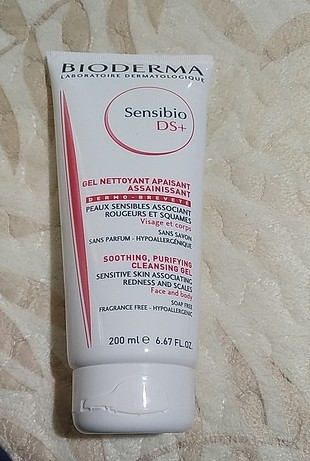 BIODERMA
LABORATOIRE DERMATOLOGIQUE
Sensibio
DS+
GEL NETTOYANT APAISANT
ASSAINISSANT
DERMO-BREVETÉ
PEAUX SENSIBLES ASSOCIANT
ROUGEURS ET SQUAMES
Visage et corps
SANS SAVON
SANS PARFUM - HYPOALLERGÉNIQUE
SOOTHING, PURIFYING
CLEANSING GEL
SENSITIVE SKIN ASSOCIATING
REDNESS AND SCALES
Face and body
SOAP FREE
FRAGRANCE FREE - HYPOALLERGENIC
200 ml e 6.67 FL.OZ.